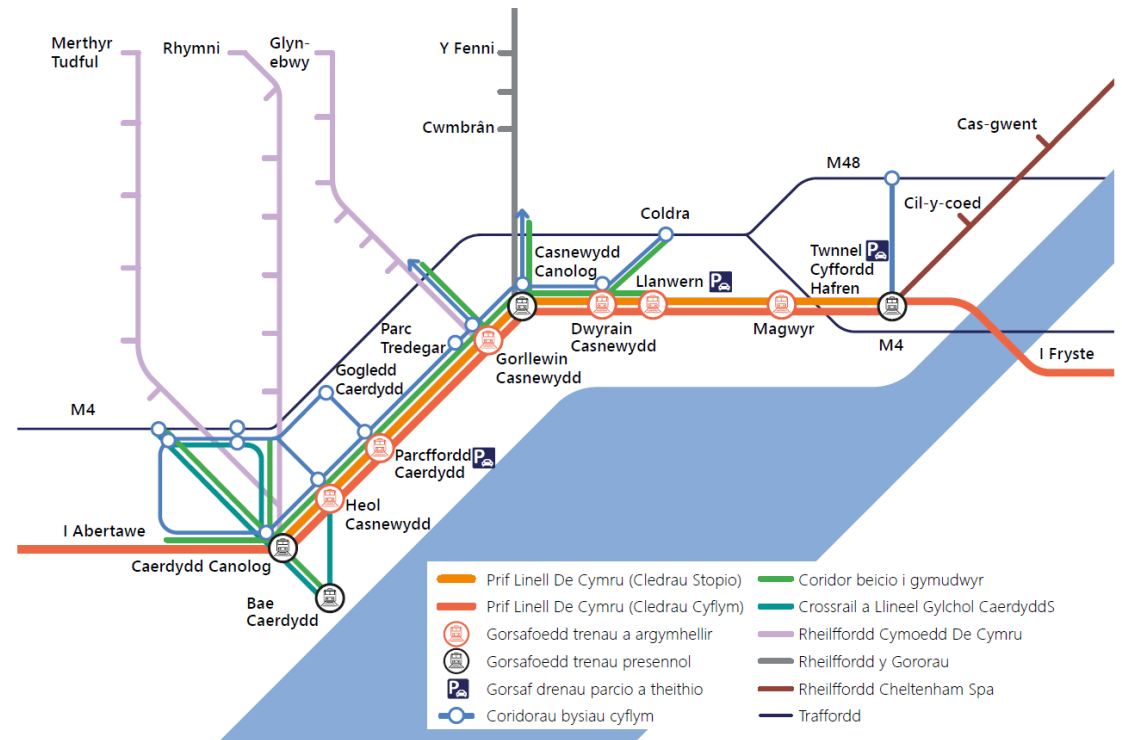 Merthyr
Tudful
Rhymni
Glyn-
ebwy
Y Fenni
Cwmbrân
Cas-gwent
M48
Cil-y-coed
Coldra
Casnewydd
Canolog
Twnnel
Cyffordd
Hafren
Llanwern
Parc
Tredegar
Dwyrain
Casnewydd
Magwyr
M4
Gorllewin
Casnewydd
I Fryste
Gogledd
Caerdydd
M4
Parcffordd
Caerdydd
Heol
Casnewydd
I Abertawe
Caerdydd Canolog
Bae
Caerdydd
Prif Linell De Cymru (Cledrau Stopio)
Prif Linell De Cymru (Cledrau Cyflym)
Gorsafoedd trenau a argymhellir
Gorsafoedd trenau presennol
P
Gorsaf drenau parcio a theithio
Coridorau bysiau cyflym
Coridor beicio i gymudwyr
Crossrail a Llineel Gylchol CaerdyddS
Rheilffordd Cymoedd De Cymru
Rheilffordd y Gororau
Rheilffordd Cheltenham Spa
Traffordd
P
P
P